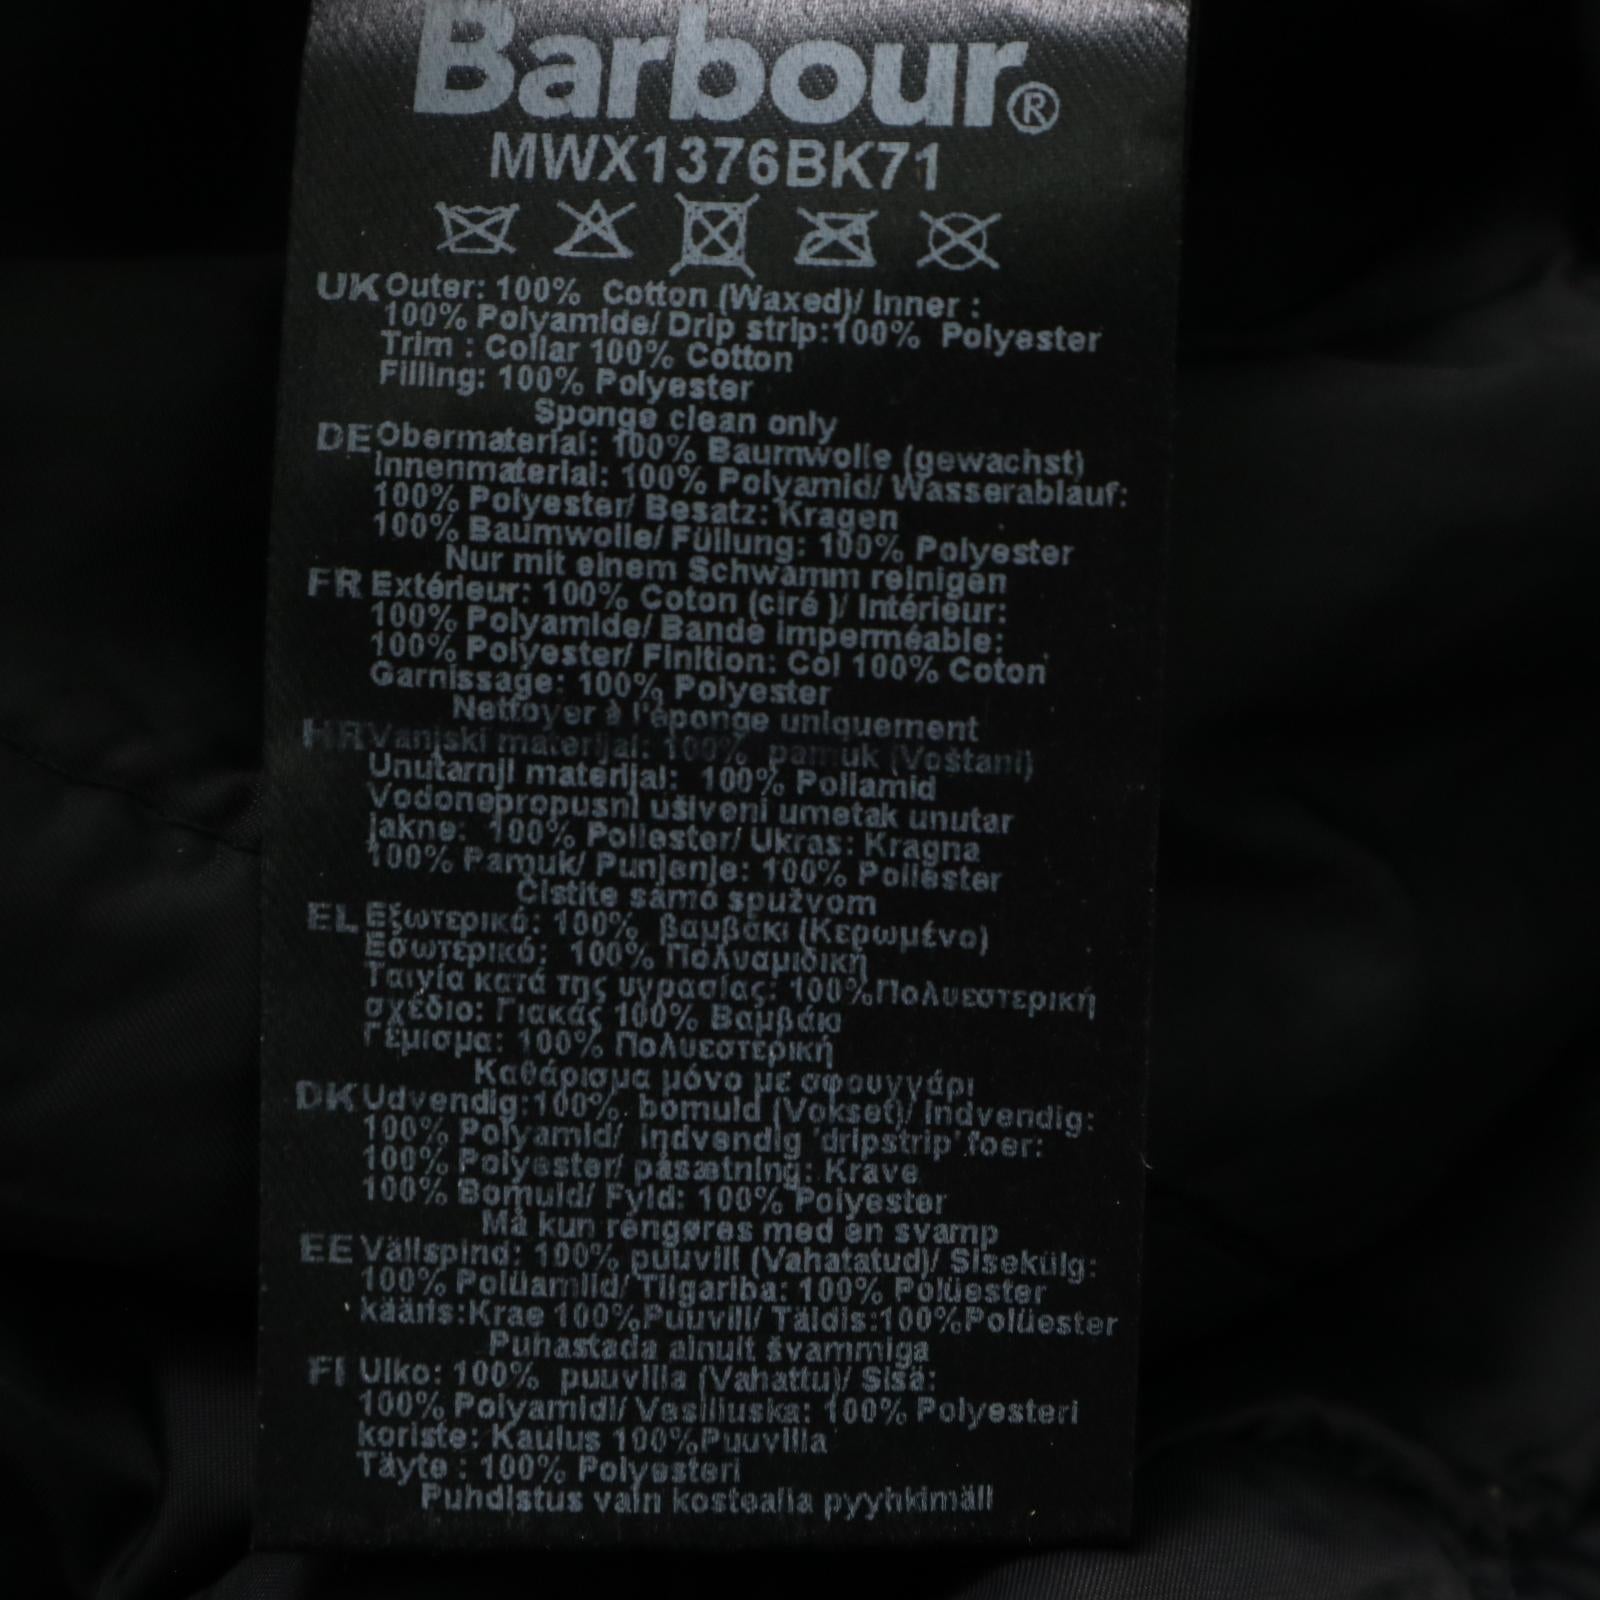 Barbour®
MWX1376BK71
UK Outer: 100% Cotton (Waxed)/ Inner :
100% Polyamide/ Drip strip:100% Polyester
Trim : Collar 100% Cotton
Filling: 100% Polyester
Sponge clean only
DE Obermaterial: 100% Baumwolle (gewachst)
Innenmaterial: 100% Polyamid/ Wasserablauf:
100% Polyester/ Besatz: Kragen
100% Baumwolle/ Füllung: 100% Polyester
Nur mit einem Schwamm reinigen
FR Extérieur: 100% Coton (ciré )/ Intérieur:
100% Polyamide/ Bande imperméable:
100% Polyester/ Finition: Col 100% Coton
Garnissage: 100% Polyester
Nettoyer à l'éponge uniquement
HR Vanjski materijal: 100% pamuk (Voštani)
Unutarnji materijal: 100% Poliamid
Vodonepropusni ušiveni umetak unutar
jakne: 100% Poliester/ Ukras: Kragna
100% Pamuk/ Punjenje: 100% Poliester
Čistite samo spužvom
EL Εξωτερικό: 100% βαμβάκι (Κερωμένο)
Εσωτερικό: 100% Πολυαμιδική
Ταινία κατά της υγρασίας: 100%Πολυεστερική
σχέδιο: Γιακάς 100% Βαμβάκι
Γέμισμα: 100% Πολυεστερική
Καθάρισμα μόνο με σφουγγάρι
DK Udvendig:100% bomuld (Vokset)/ Indvendig:
100% Polyamid/ indvendig 'dripstrip' foer:
100% Polyester/ påsætning: Krave
100% Bomuld/ Fyld: 100% Polyester
Må kun rengøres med en svamp
EE Välispind: 100% puuvill (Vahatatud)/ Sisekülg:
100% Polüamiid/ Tilgariba: 100% Polüester
kääris:Krae 100%Puuvill/ Täidis:100%Polüester
Puhastada ainult švammiga
FI Ulko: 100% puuvilla (Vahattu)/ Sisä:
100% Polyamidi/ Vesiliuska: 100% Polyesteri
koriste: Kaulus 100%Puuvilla
Täyte : 100% Polyesteri
Puhdistus vain kostealla pyyhkimäll